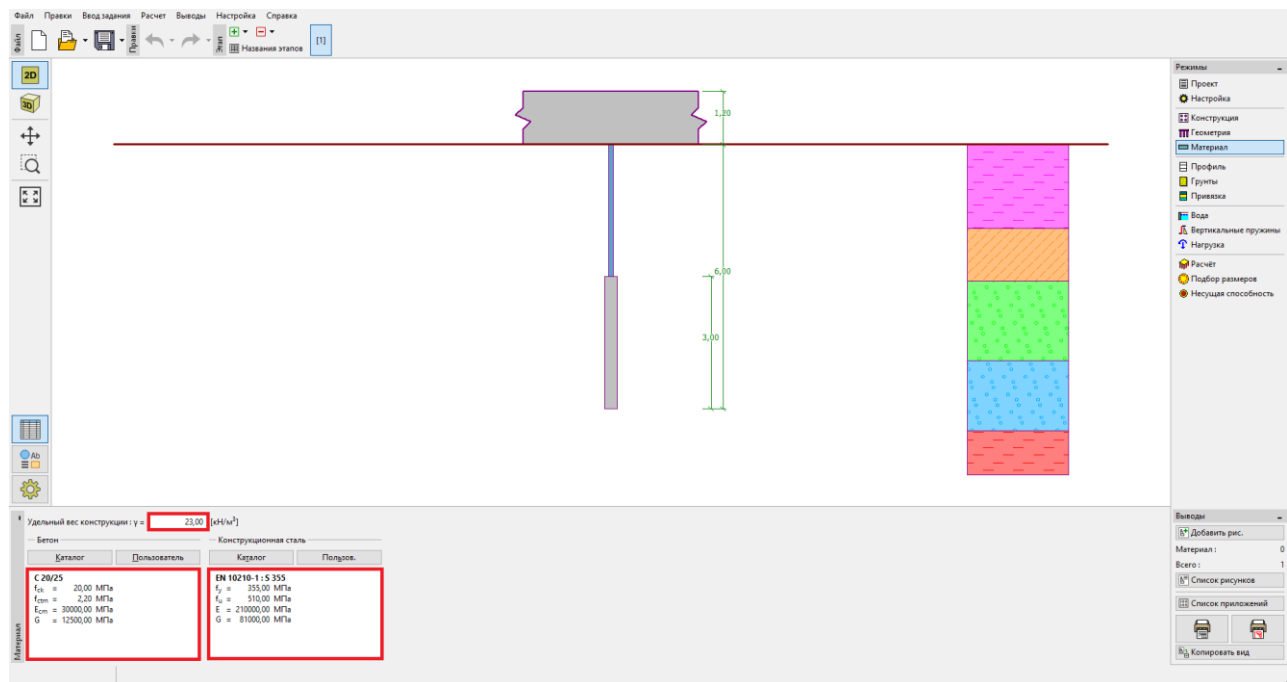 Файл Правки Ввод задания Расчет Выводы Настройка Справка
Файл
Правки
Этап
Названия этапов
[1]
2D
3D
Ab
1,20
6,00
3,00
Режимы
Проект
Настройка
Конструкция
Геометрия
Материал
Профиль
Грунты
Привязка
Вода
Вертикальные пружины
Нагрузка
Расчёт
Подбор размеров
Несущая способность
Материал
Удельный вес конструкции : γ = 23,00 [кН/м³]
Бетон
Каталог Пользователь
C 20/25
fck = 20,00 МПа
fctm = 2,20 МПа
Ecm = 30000,00 МПа
G = 12500,00 МПа
Конструкционная сталь
Каталог Польз​ов.
EN 10210-1 : S 355
fy = 355,00 МПа
fu = 510,00 МПа
E = 210000,00 МПа
G = 81000,00 МПа
Выводы
Добавить рис.
Материал : 0
Всего : 1
Список рисунков
Список приложений
Копировать вид